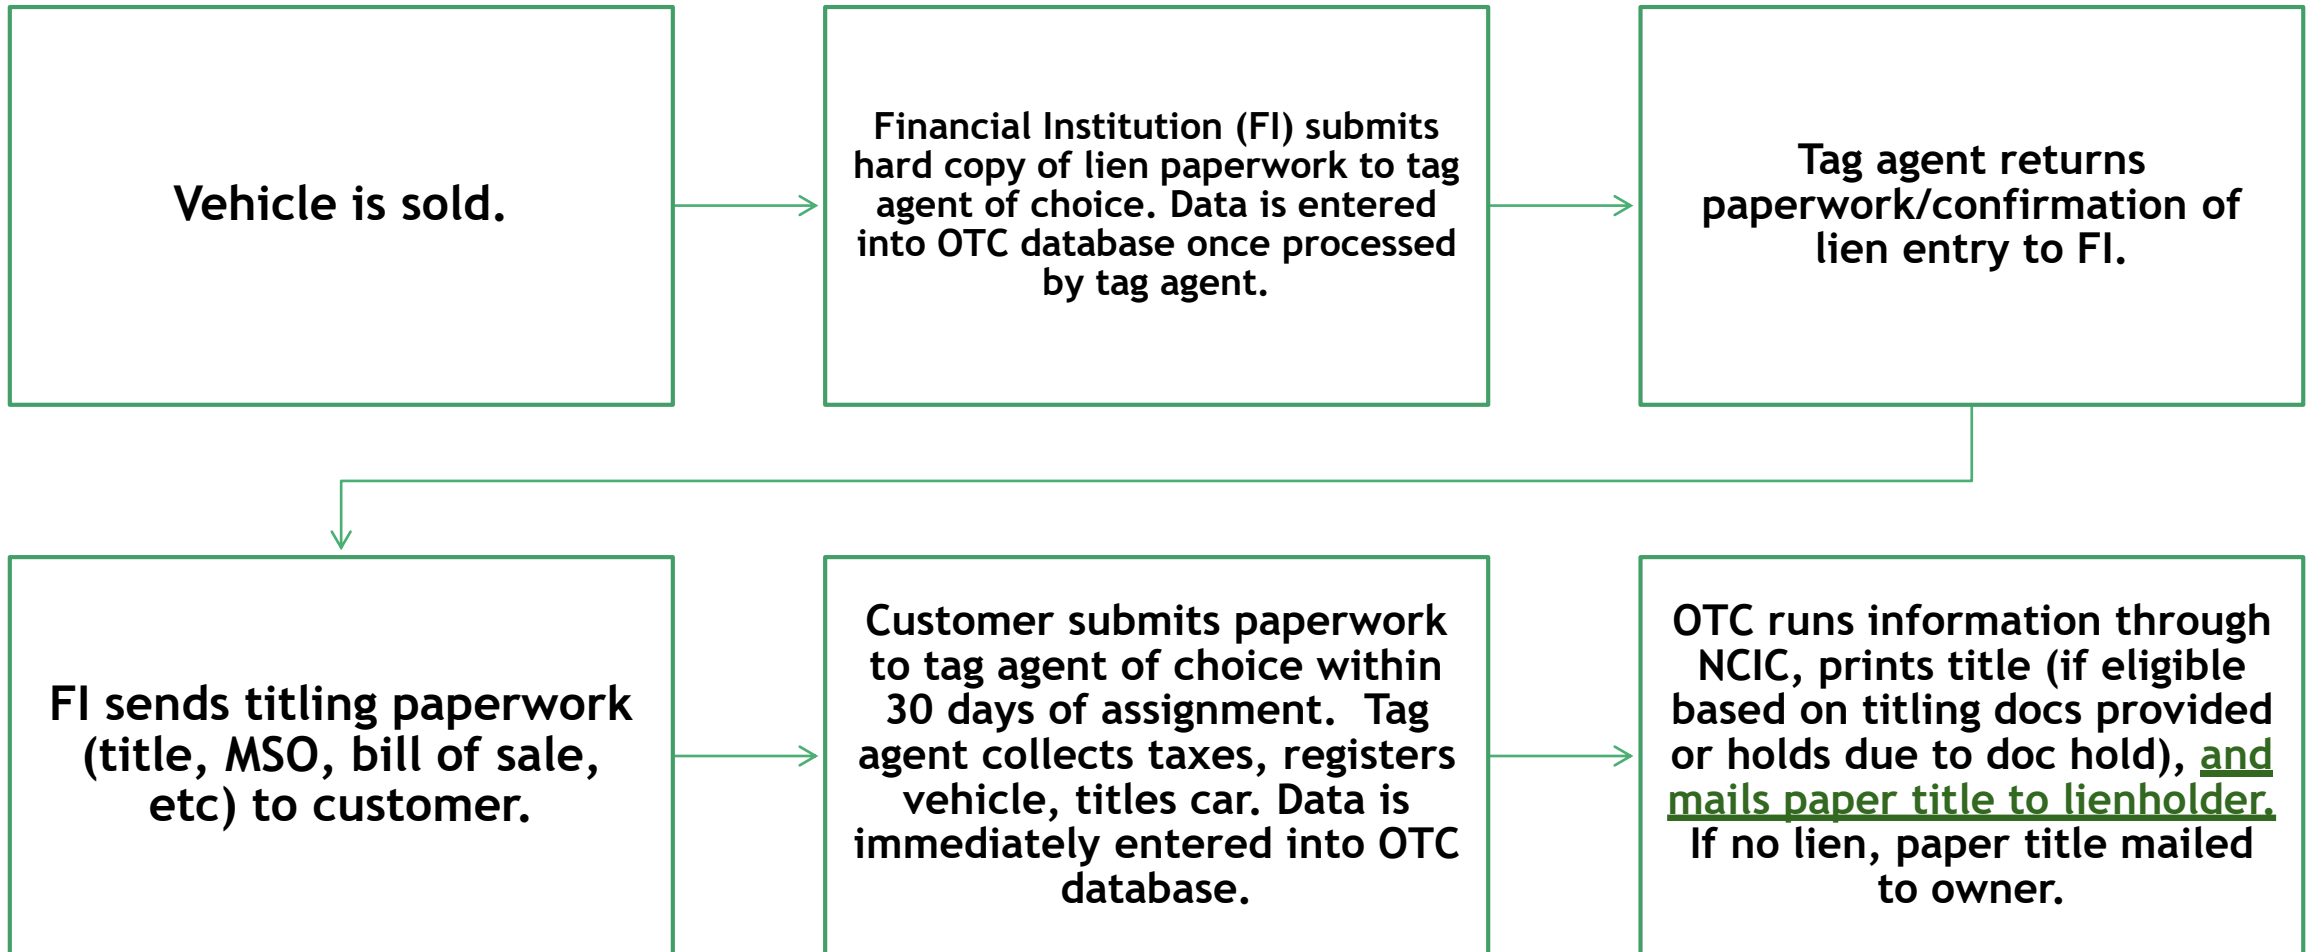 Vehicle is sold.
Financial Institution (FI) submits
hard copy of lien paperwork to tag
agent of choice. Data is entered
into OTC database once processed
by tag agent.
Tag agent returns
paperwork/confirmation of
lien entry to FI.
FI sends titling paperwork
(title, MSO, bill of sale,
etc) to customer.
Customer submits paperwork
to tag agent of choice within
30 days of assignment.  Tag
agent collects taxes, registers
vehicle, titles car. Data is
immediately entered into OTC
database.
OTC runs information through
NCIC, prints title (if eligible
based on titling docs provided
or holds due to doc hold), and
mails paper title to lienholder.
If no lien, paper title mailed
to owner.